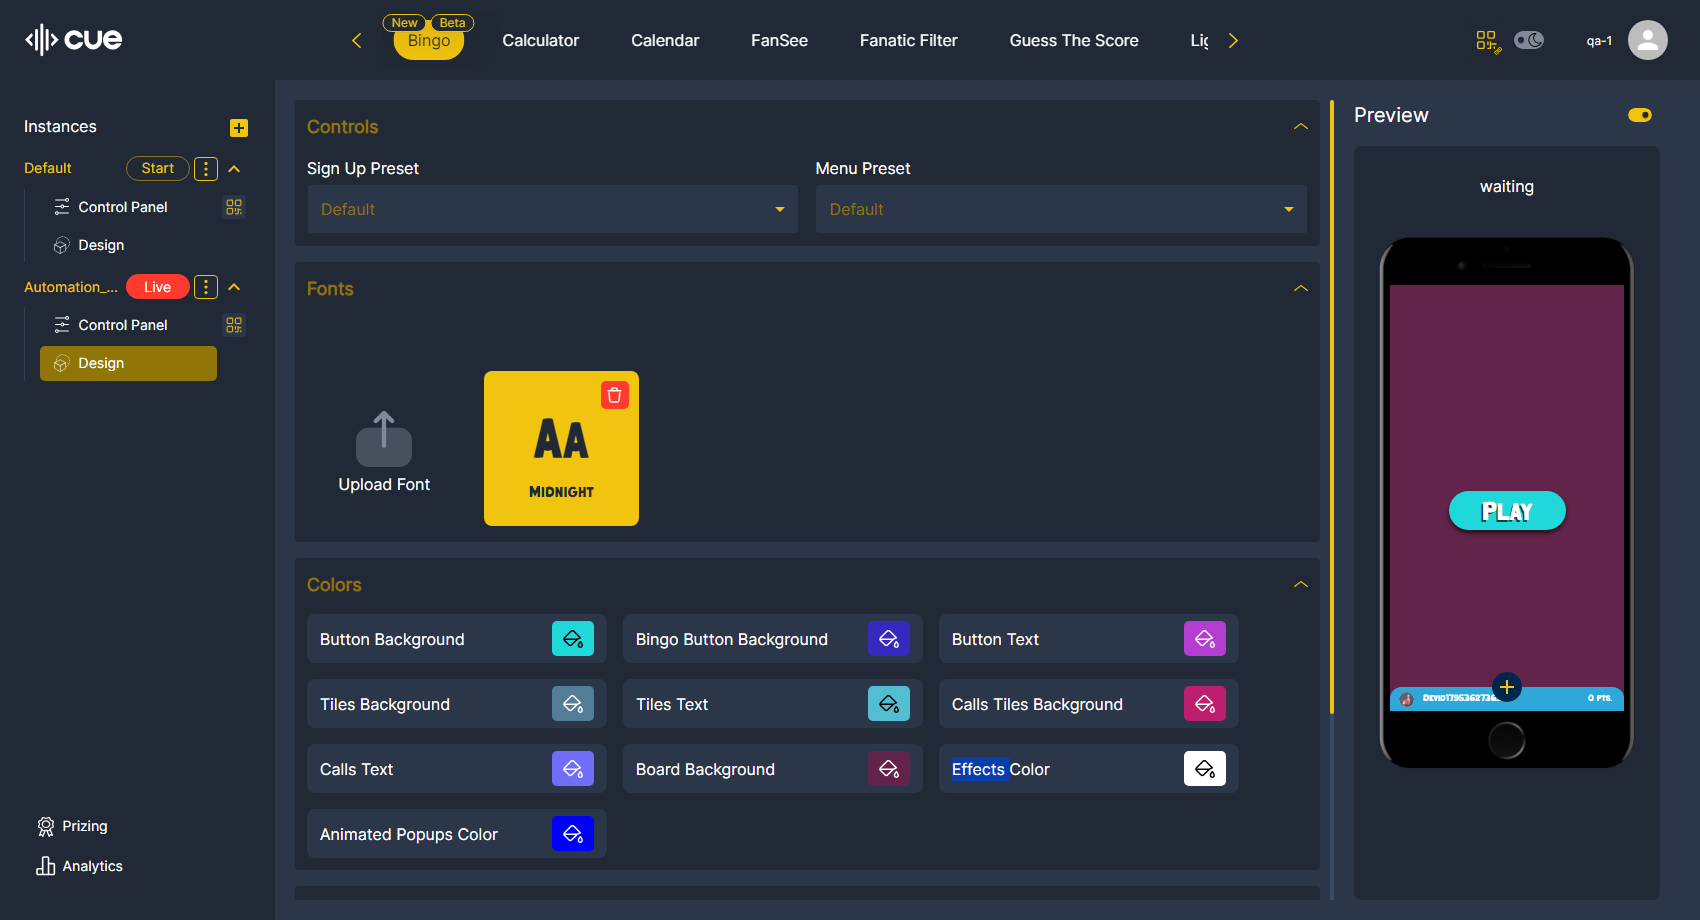 cue
New Beta
Bingo
Calculator
Calendar
FanSee
Fanatic Filter
Guess The Score
qa-1
Instances
Default
Start
Control Panel
Design
Automation_...
Live
Control Panel
Design
Prizing
Analytics
Controls
Sign Up Preset
Menu Preset
Default
Default
Fonts
Upload Font
AA
MIDNIGHT
Colors
Button Background
Bingo Button Background
Button Text
Tiles Background
Tiles Text
Calls Tiles Background
Calls Text
Board Background
Effects Color
Animated Popups Color
Preview
waiting
PLAY
0 PTS.